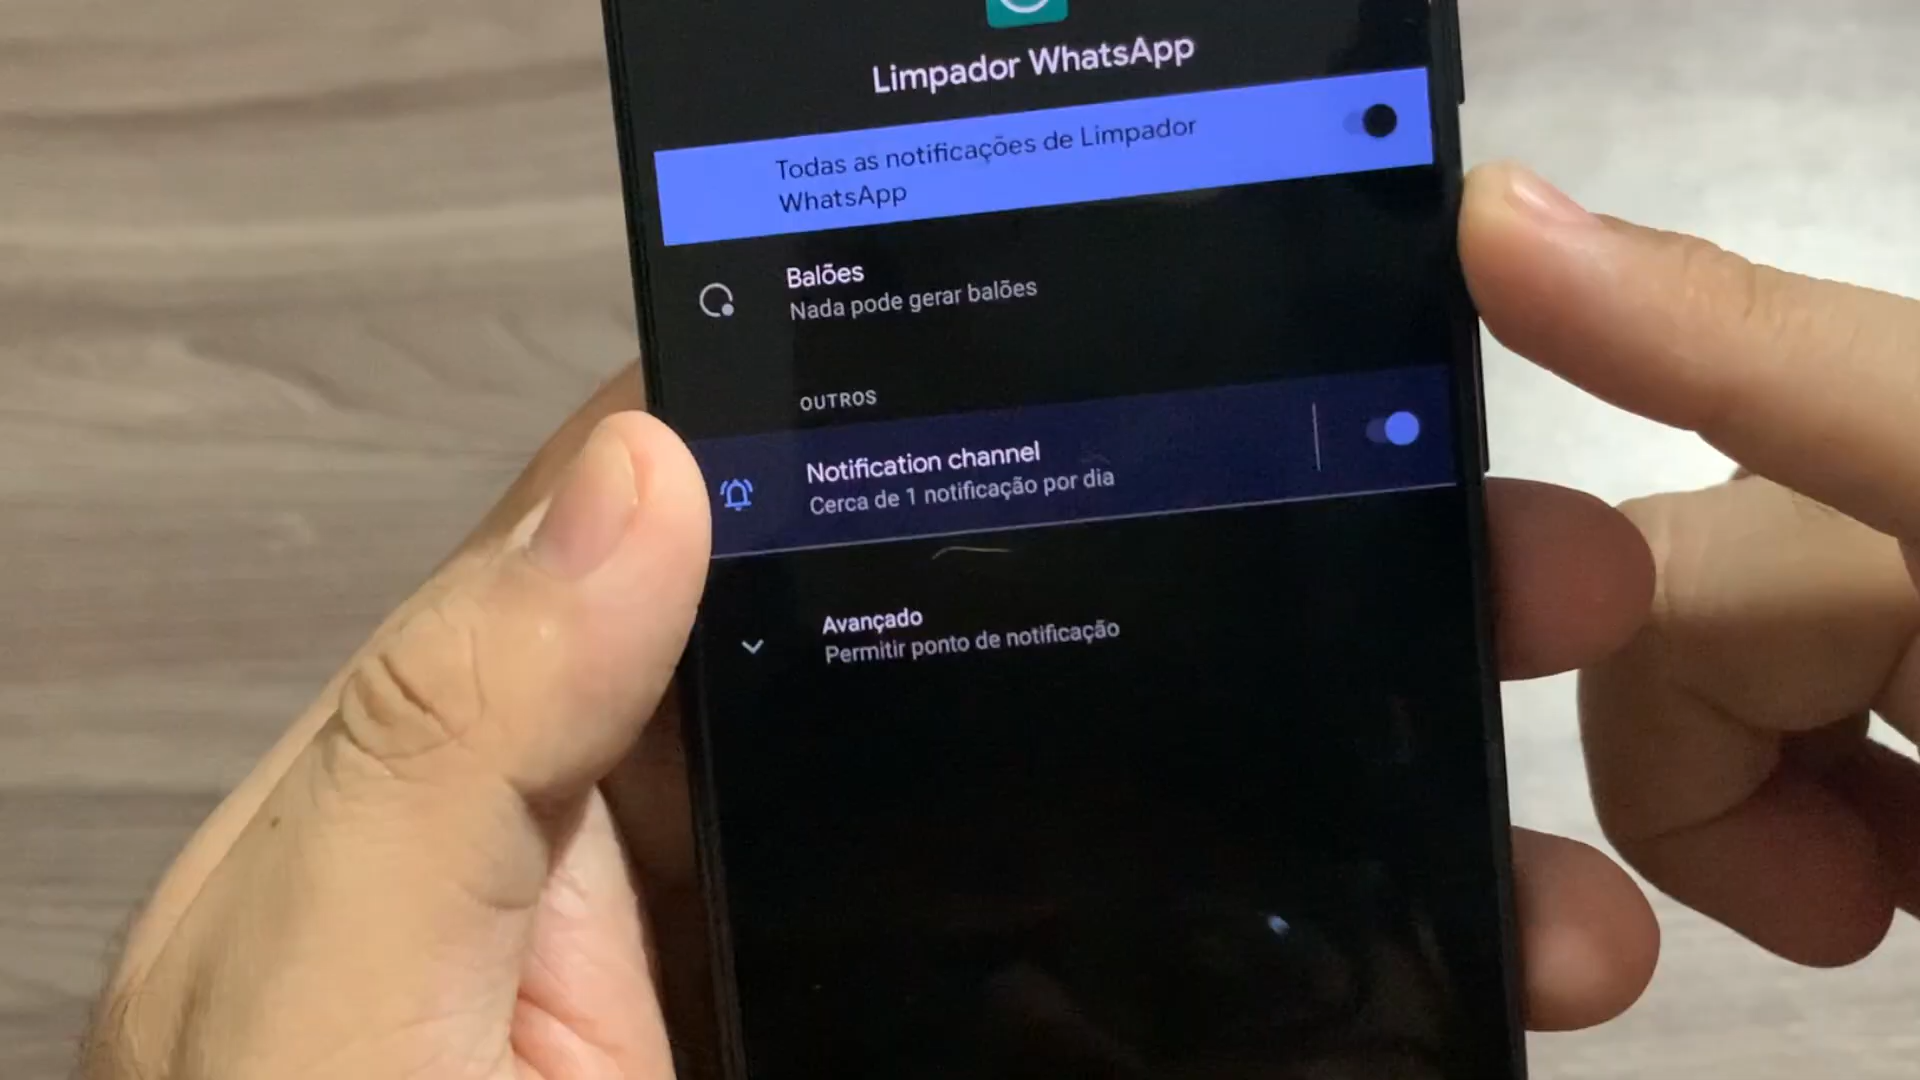 Limpador WhatsApp
Todas as notificações de Limpador
WhatsApp
Balões
Nada pode gerar balões
OUTROS
Notification channel
Cerca de 1 notificação por dia
Avançado
Permitir ponto de notificação